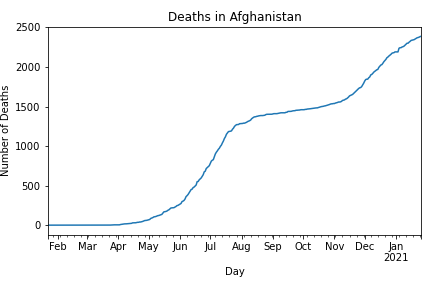 Deaths in Afghanistan
Number of Deaths
2500
2000
1500
1000
500
0
Feb Mar Apr May Jun Jul Aug Sep Oct Nov Dec Jan
2021
Day